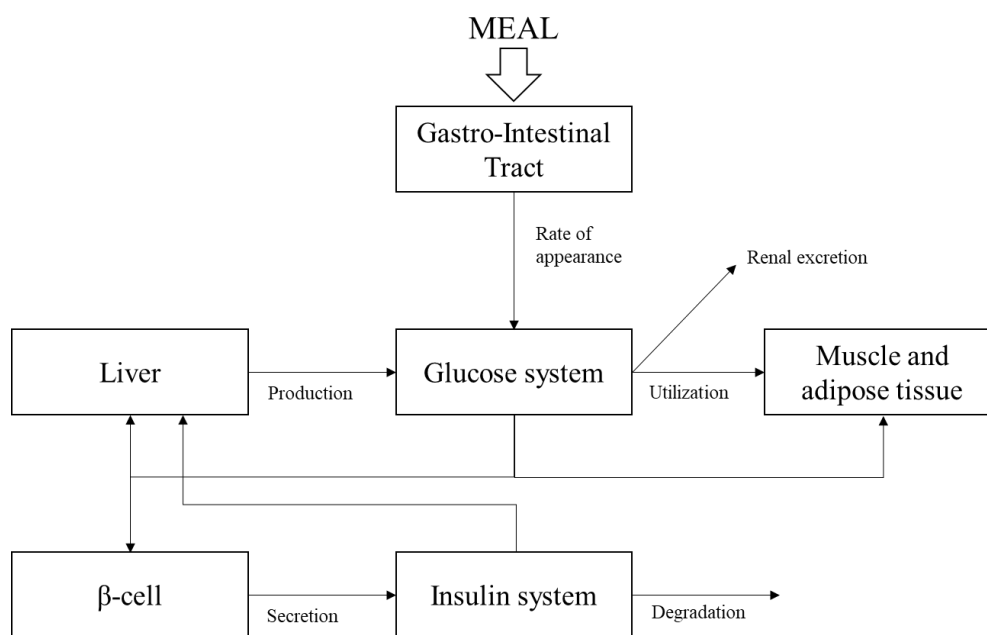 MEAL
Gastro-Intestinal
Tract
Rate of
appearance
Renal excretion
Liver
Production
Glucose system
Utilization
Muscle and
adipose tissue
β-cell
Secretion
Insulin system
Degradation